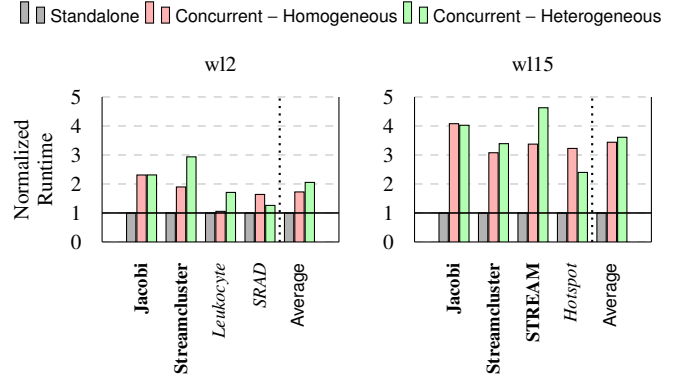 Standalone Concurrent – Homogeneous Concurrent – Heterogeneous
wl2
Normalized
Runtime
5
4
3
2
1
0
Jacobi
Streamcluster
Leukocyte
SRAD
Average
wl15
5
4
3
2
1
0
Jacobi
Streamcluster
STREAM
Hotspot
Average